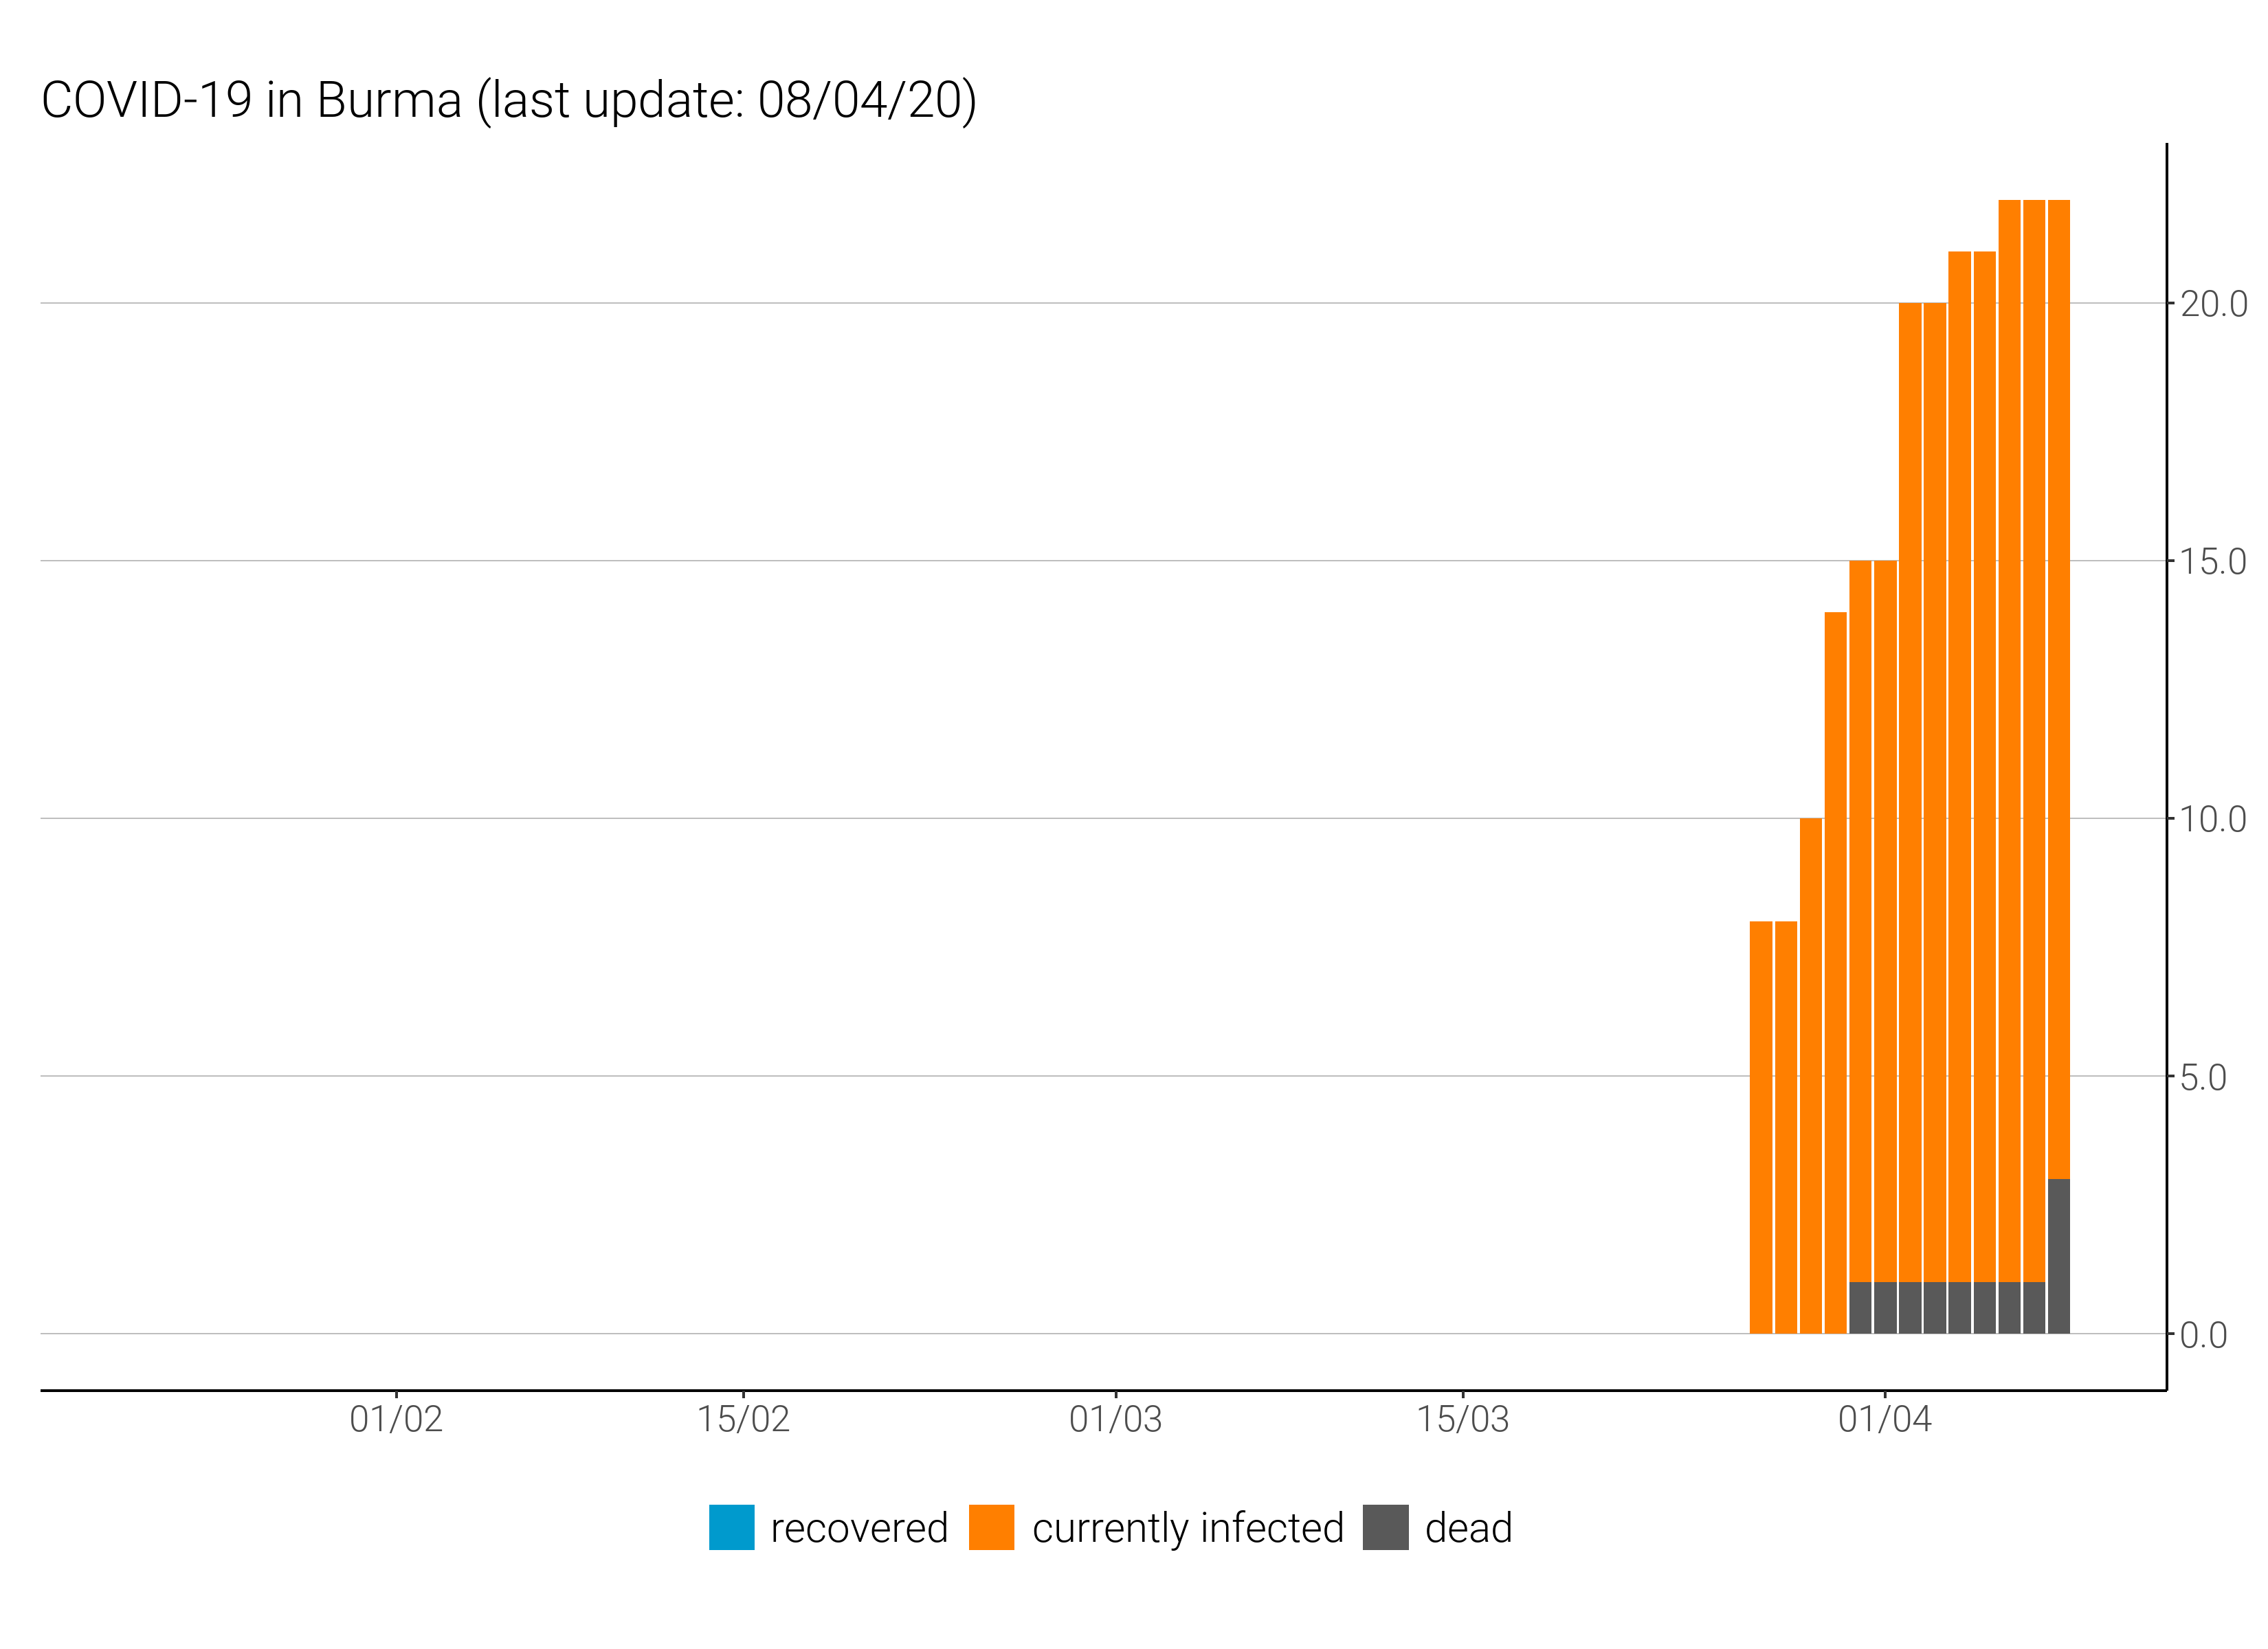 COVID-19 in Burma (last update: 08/04/20)
20.0
15.0
10.0
5.0
0.0
01/02 15/02 01/03 15/03 01/04
recovered currently infected dead